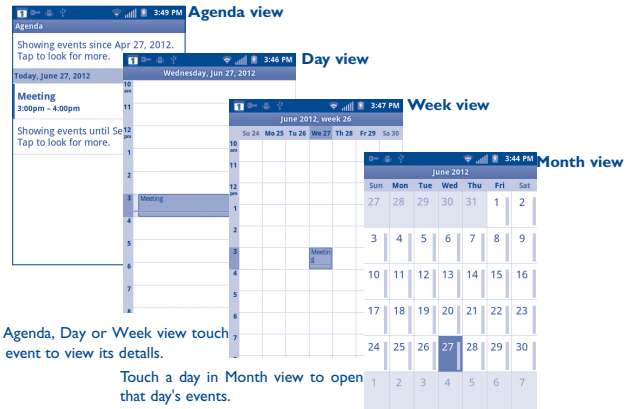 1 3:49 PM Agenda view
Agenda
Showing events since Apr 27, 2012.
Tap to look for more.
Today, June 27, 2012
Meeting
3:00pm – 4:00pm
Showing events until Se
Tap to look for more.
1 3:46 PM Day view
Wednesday, Jun 27, 2012
10
am
11
12
pm
1
2
3 Meeting
4
5
6
7
8
1 3:47 PM Week view
June 2012, week 26
Su 24 Mo 25 Tu 26 We 27 Th 28 Fr 29 Sa 30
10
am
11
12
pm
1
2
3 Meetin
g
4
5
6
7
3:44 PM Month view
June 2012
Sun Mon Tue Wed Thu Fri Sat
27 28 29 30 31 1 2
3 4 5 6 7 8 9
10 11 12 13 14 15 16
17 18 19 20 21 22 23
24 25 26 27 28 29 30
1 2 3 4 5 6 7
Agenda, Day or Week view touch
event to view its detalls.
Touch a day in Month view to open
that day's events.